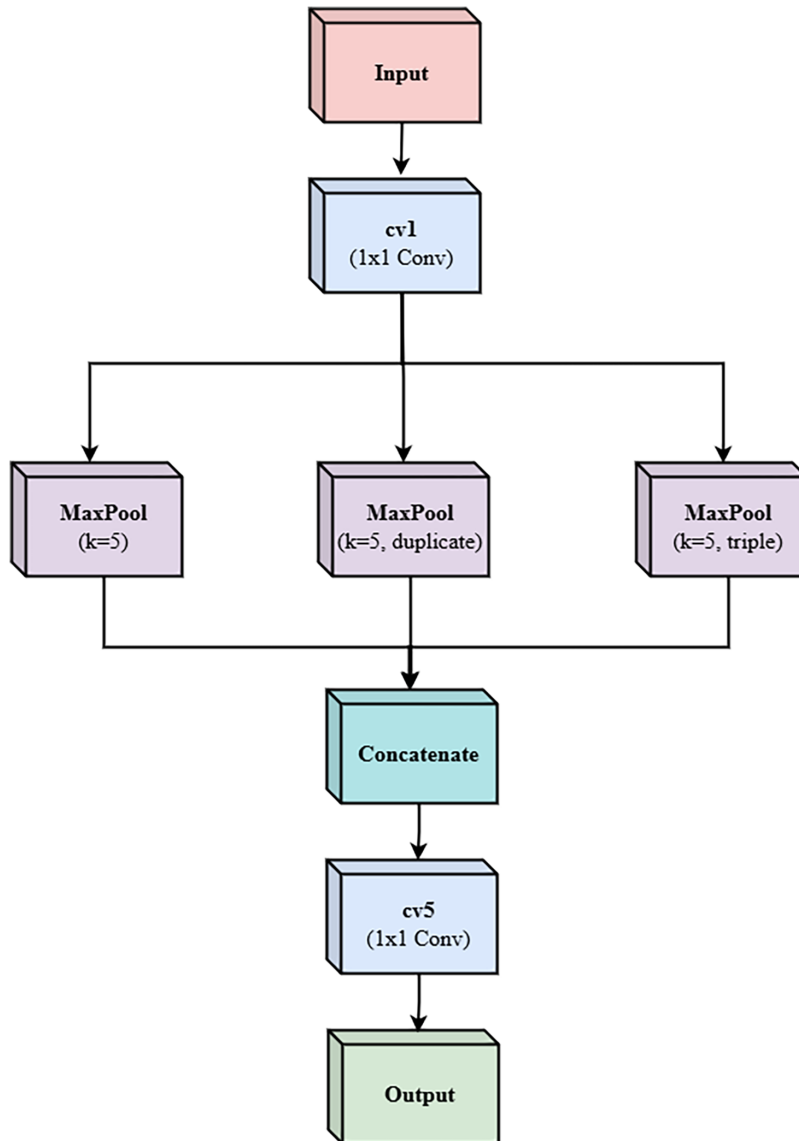 Input
cv1
(1x1 Conv)
MaxPool
(k=5)
MaxPool
(k=5, duplicate)
MaxPool
(k=5, triple)
Concatenate
cv5
(1x1 Conv)
Output